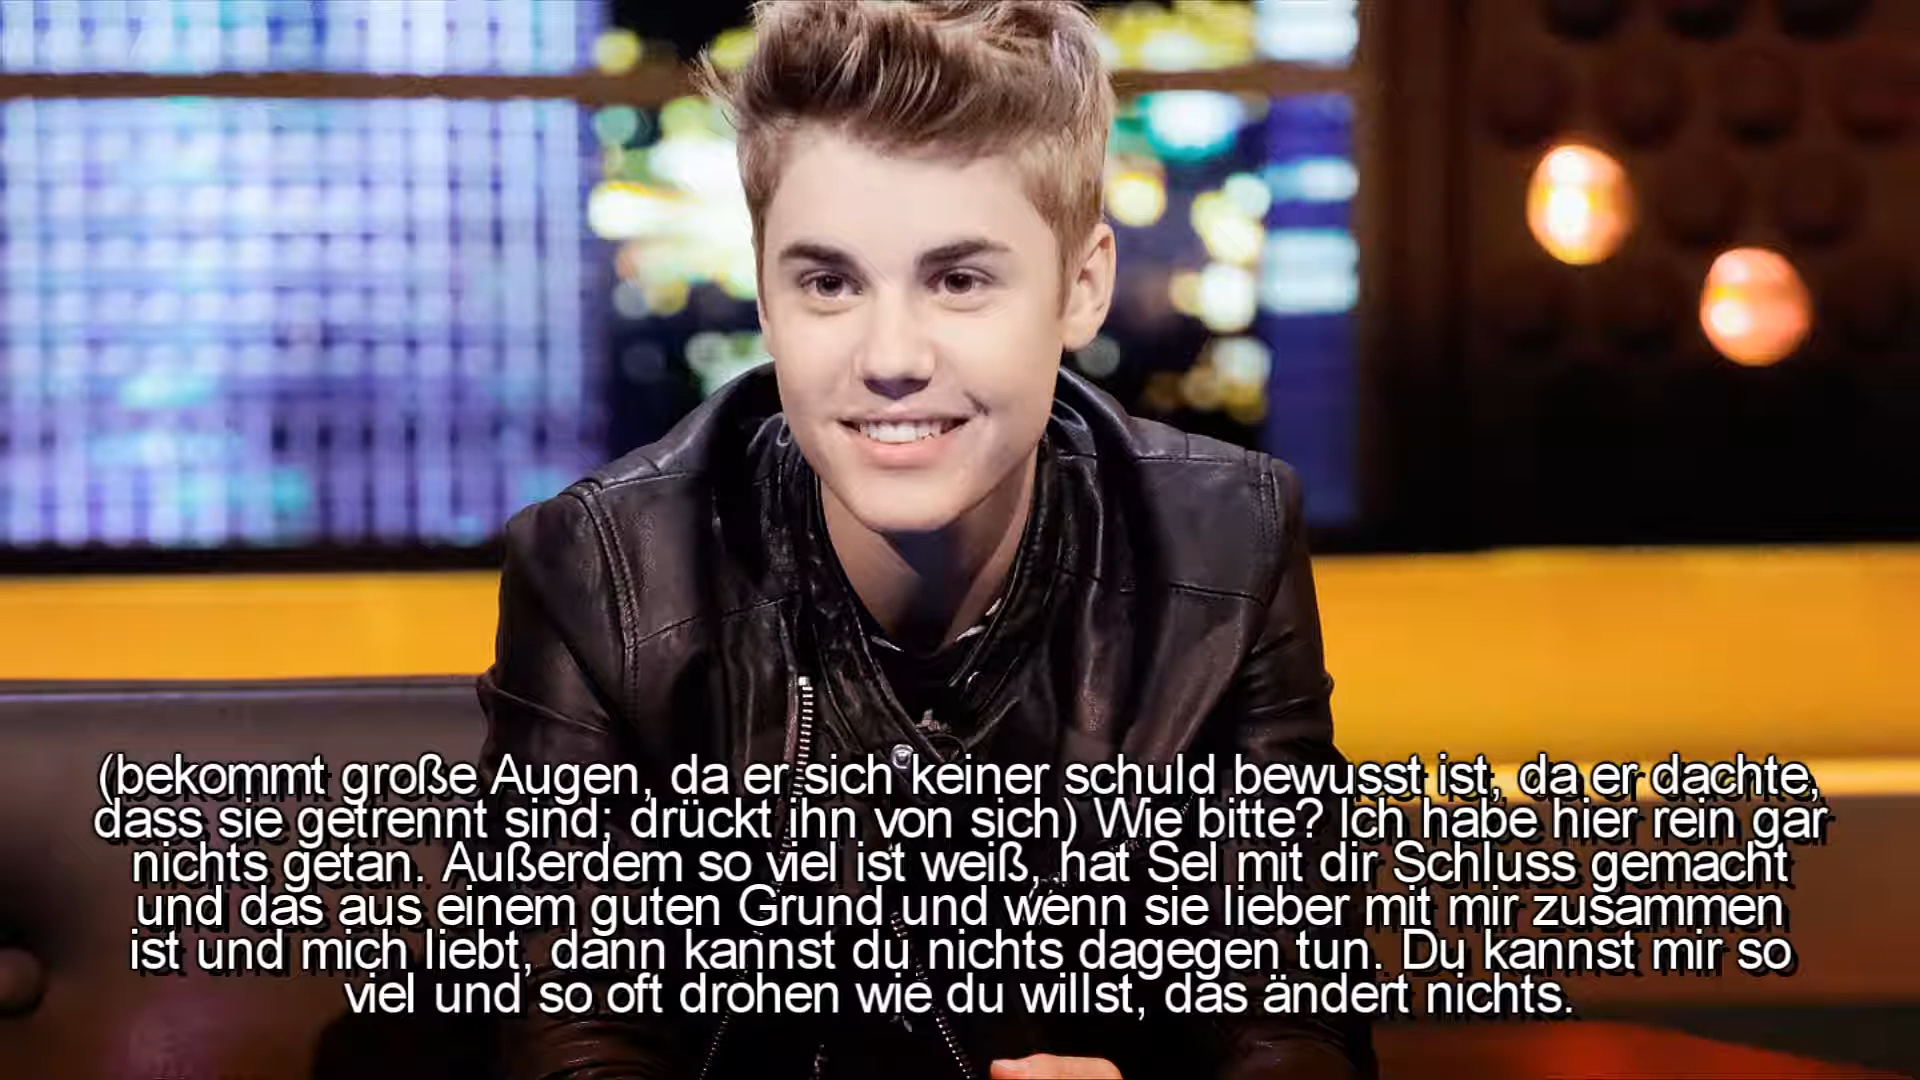 (bekommt große Augen, da er sich keiner schuld bewusst ist, da er dachte,
dass sie getrennt sind; drückt ihn von sich) Wie bitte? Ich habe hier rein gar
nichts getan. Außerdem so viel ist weiß, hat Sel mit dir Schluss gemacht
und das aus einem guten Grund und wenn sie lieber mit mir zusammen
ist und mich liebt, dann kannst du nichts dagegen tun. Du kannst mir so
viel und so oft drohen wie du willst, das ändert nichts.